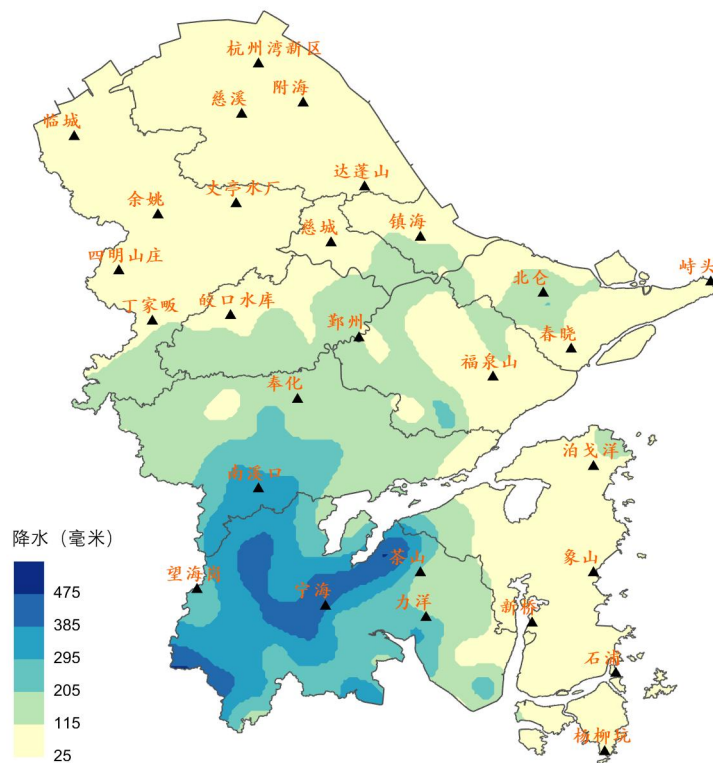 杭州湾新区
附海
慈溪
临城
达蓬山
丈亭水厂
余姚
镇海
慈城
四明山庄
峙头
北仑
丁家畈
皎口水库
鄞州
春晓
福泉山
奉化
泊戈洋
南溪口
降水（毫米）
望海岗
茶山
象山
宁海
力洋
新桥
475
385
295
205
115
25
石浦
杨柳坑